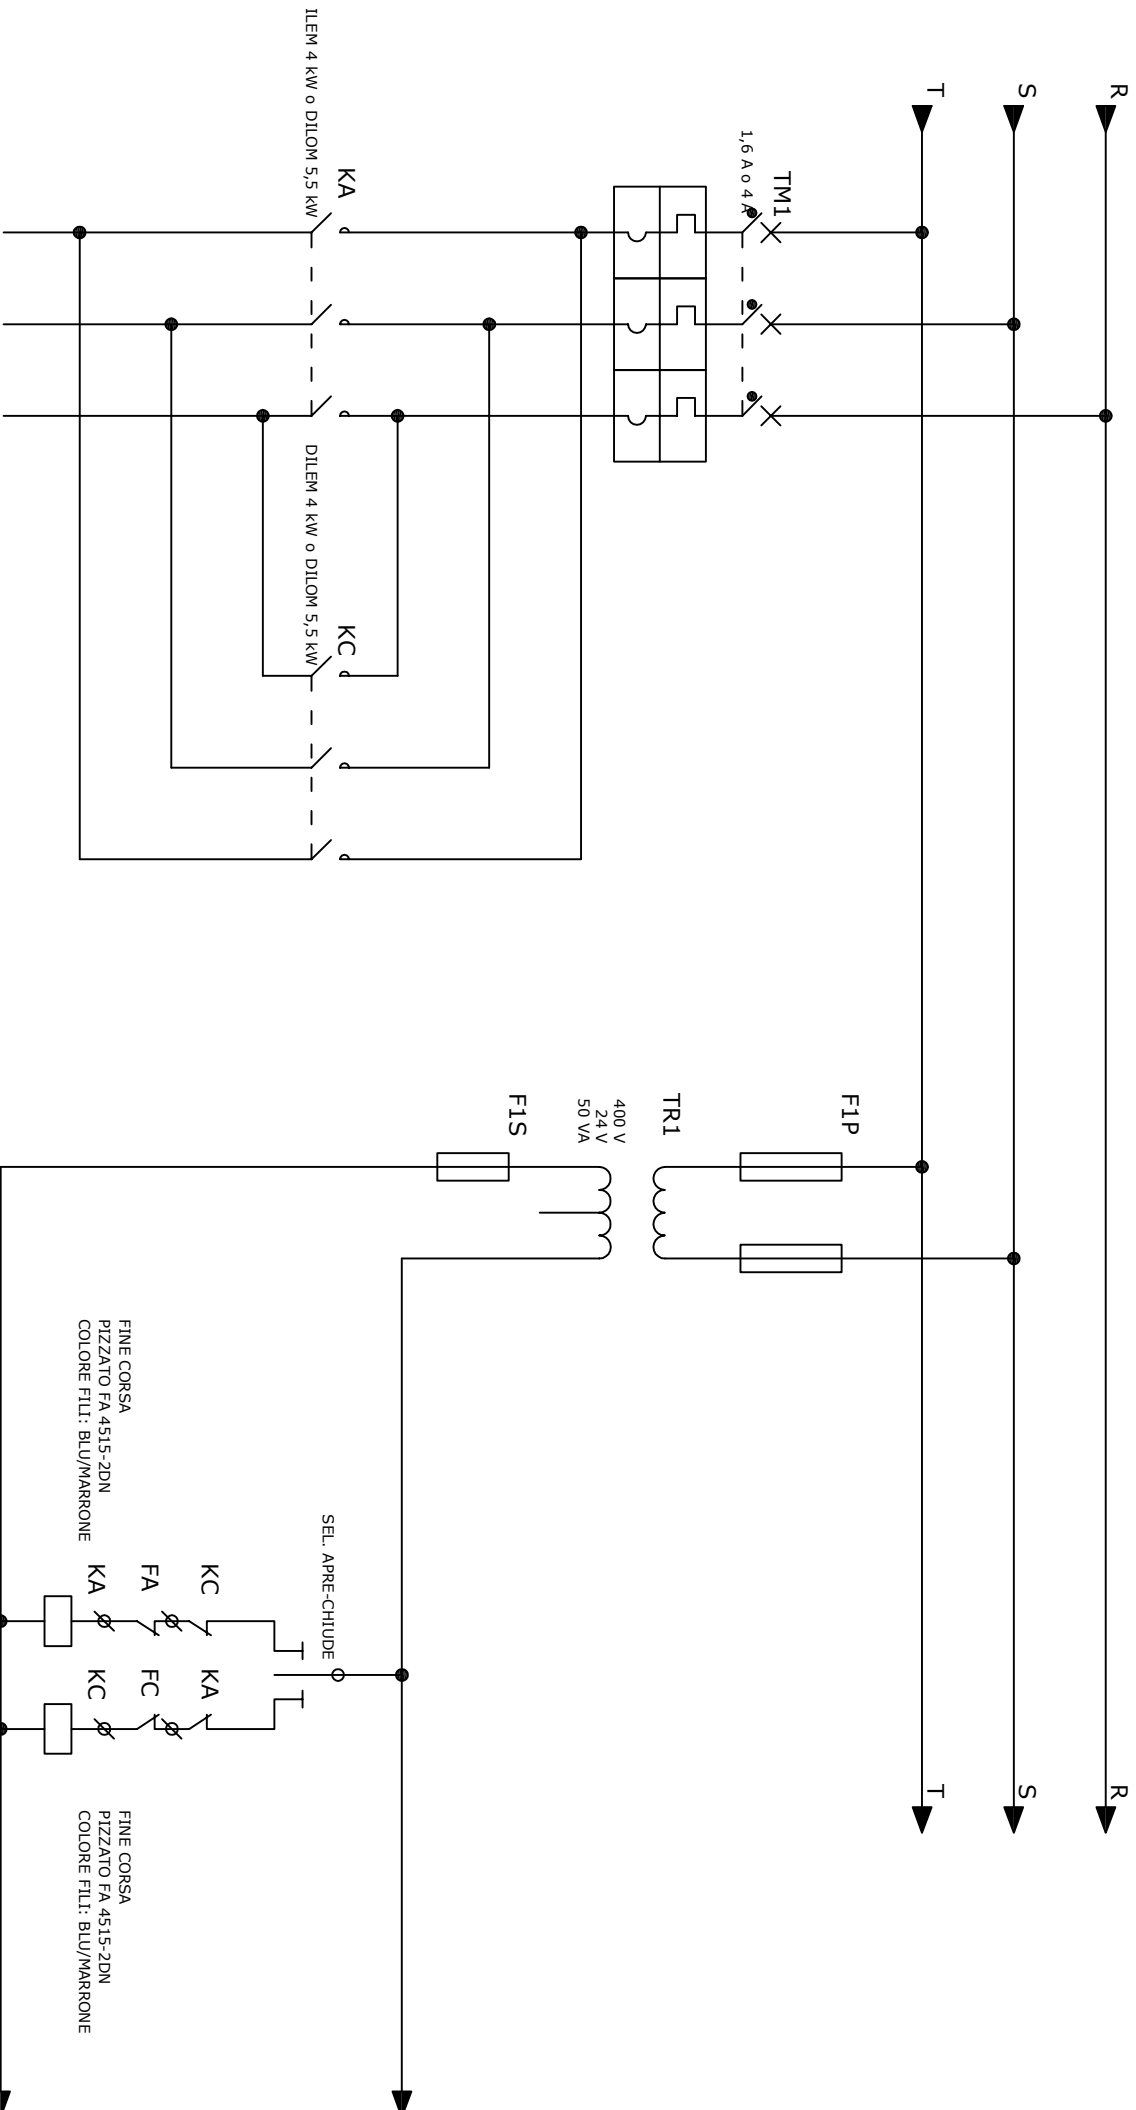 R
S
T
R
S
T
TM1
1,6 A o 4 A
KA
ILEM 4 kW o DILOM 5,5 kW
KC
DILEM 4 kW o DILOM 5,5 kW
F1P
TR1
400 V
24 V
50 VA
F1S
SEL. APRE-CHIUDE
KC
FA
KA
KA
FC
KC
FINE CORSA
PIZZATO FA 4515-2DN
COLORE FILI: BLU/MARRONE
FINE CORSA
PIZZATO FA 4515-2DN
COLORE FILI: BLU/MARRONE